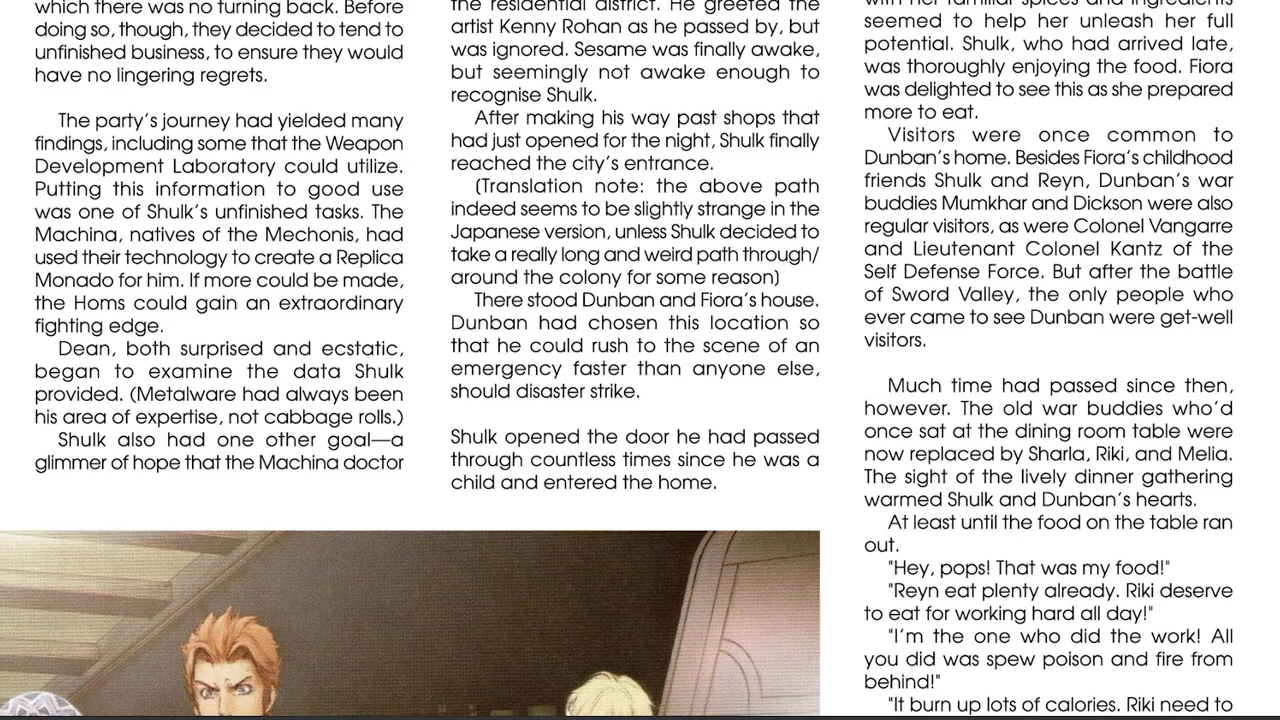 which there was no turning back. Before
doing so, though, they decided to tend to
unfinished business, to ensure they would
have no lingering regrets.
The party's journey had yielded many
findings, including some that the Weapon
Development Laboratory could utilize.
Putting this information to good use
was one of Shulk's unfinished tasks. The
Machina, natives of the Mechonis, had
used their technology to create a Replica
Monado for him. If more could be made,
the Homs could gain an extraordinary
fighting edge.
Dean, both surprised and ecstatic,
began to examine the data Shulk
provided. (Metalware had always been
his area of expertise, not cabbage rolls.)
Shulk also had one other goal—a
glimmer of hope that the Machina doctor
the residential district. He greeted the
artist Kenny Rohan as he passed by, but
was ignored. Sesame was finally awake,
but seemingly not awake enough to
recognise Shulk.
After making his way past shops that
had just opened for the night, Shulk finally
reached the city's entrance.
(Translation note: the above path
indeed seems to be slightly strange in the
Japanese version, unless Shulk decided to
take a really long and weird path through/
around the colony for some reason)
There stood Dunban and Fiora's house.
Dunban had chosen this location so
that he could rush to the scene of an
emergency faster than anyone else,
should disaster strike.
Shulk opened the door he had passed
through countless times since he was a
child and entered the home.
with her familiar spices and ingredients
seemed to help her unleash her full
potential. Shulk, who had arrived late,
was thoroughly enjoying the food. Fiora
was delighted to see this as she prepared
more to eat.
Visitors were once common to
Dunban's home. Besides Fiora's childhood
friends Shulk and Reyn, Dunban's war
buddies Mumkhar and Dickson were also
regular visitors, as were Colonel Vangarre
and Lieutenant Colonel Kantz of the
Self Defense Force. But after the battle
of Sword Valley, the only people who
ever came to see Dunban were get-well
visitors.
Much time had passed since then,
however. The old war buddies who'd
once sat at the dining room table were
now replaced by Sharla, Riki, and Melia.
The sight of the lively dinner gathering
warmed Shulk and Dunban's hearts.
At least until the food on the table ran
out.
"Hey, pops! That was my food!"
"Reyn eat plenty already. Riki deserve
to eat for working hard all day!"
"I'm the one who did the work! All
you did was spew poison and fire from
behind!"
"It burn up lots of calories. Riki need to